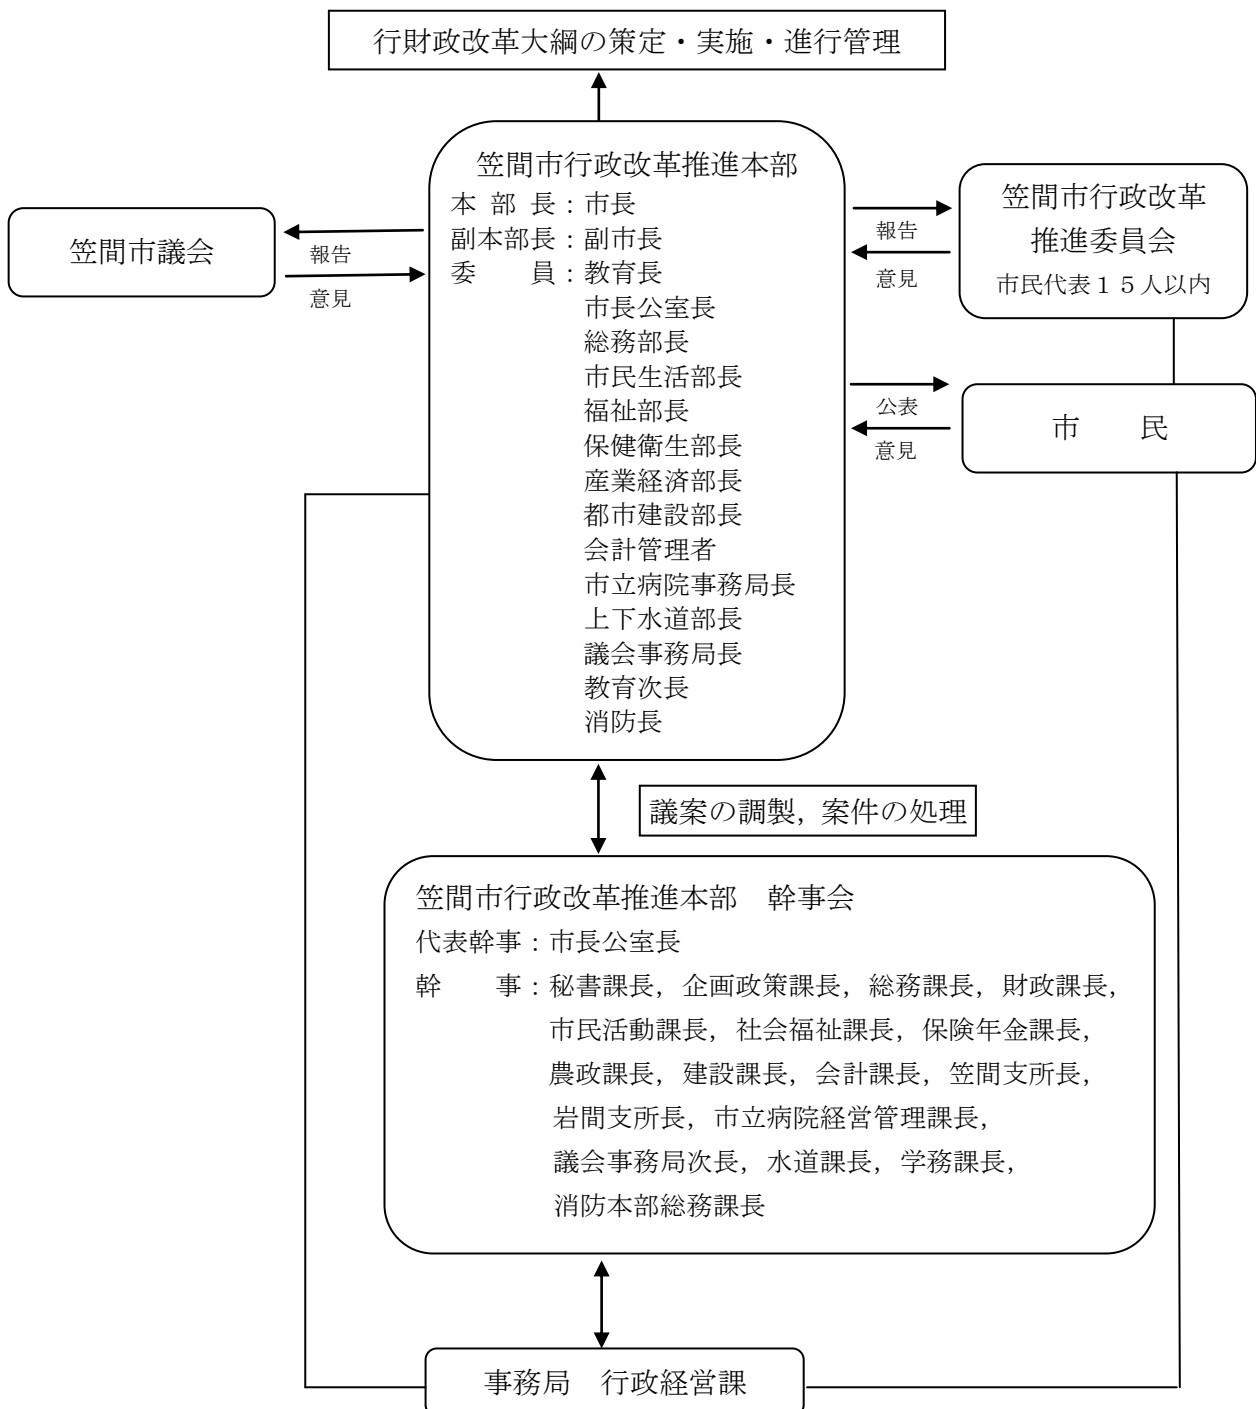 行財政改革大綱の策定・実施・進行管理
笠間市行政改革推進本部
本 部 長：市長
副本部長：副市長
委　　員：教育長
市長公室長
総務部長
市民生活部長
福祉部長
保健衛生部長
産業経済部長
都市建設部長
会計管理者
市立病院事務局長
上下水道部長
議会事務局長
教育次長
消防長
笠間市議会
報告
意見
笠間市行政改革
推進委員会
市民代表１５人以内
報告
意見
市　　民
公表
意見
議案の調製，案件の処理
笠間市行政改革推進本部　幹事会
代表幹事：市長公室長
幹　　事：秘書課長，企画政策課長，総務課長，財政課長，
市民活動課長，社会福祉課長，保険年金課長，
農政課長，建設課長，会計課長，笠間支所長，
岩間支所長，市立病院経営管理課長，
議会事務局次長，水道課長，学務課長，
消防本部総務課長
事務局　行政経営課